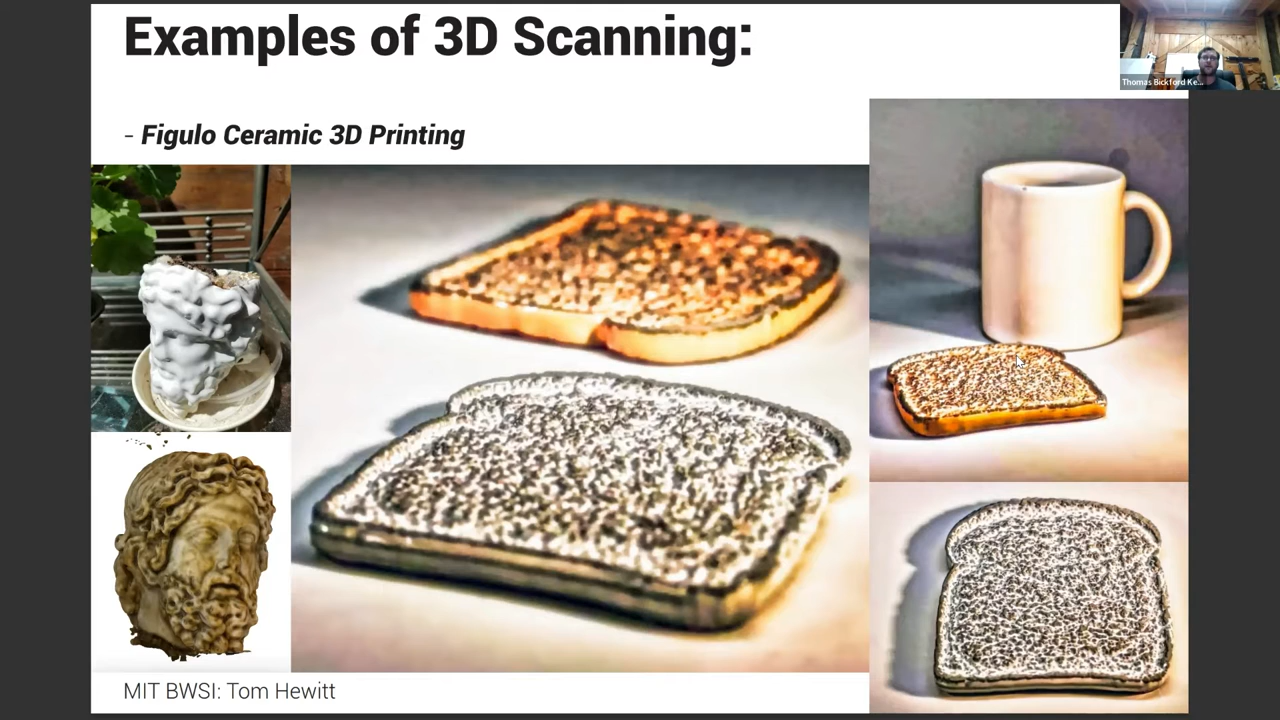 Examples of 3D Scanning:
Thomas Bickford Ke...
- Figulo Ceramic 3D Printing
MIT BWSI: Tom Hewitt